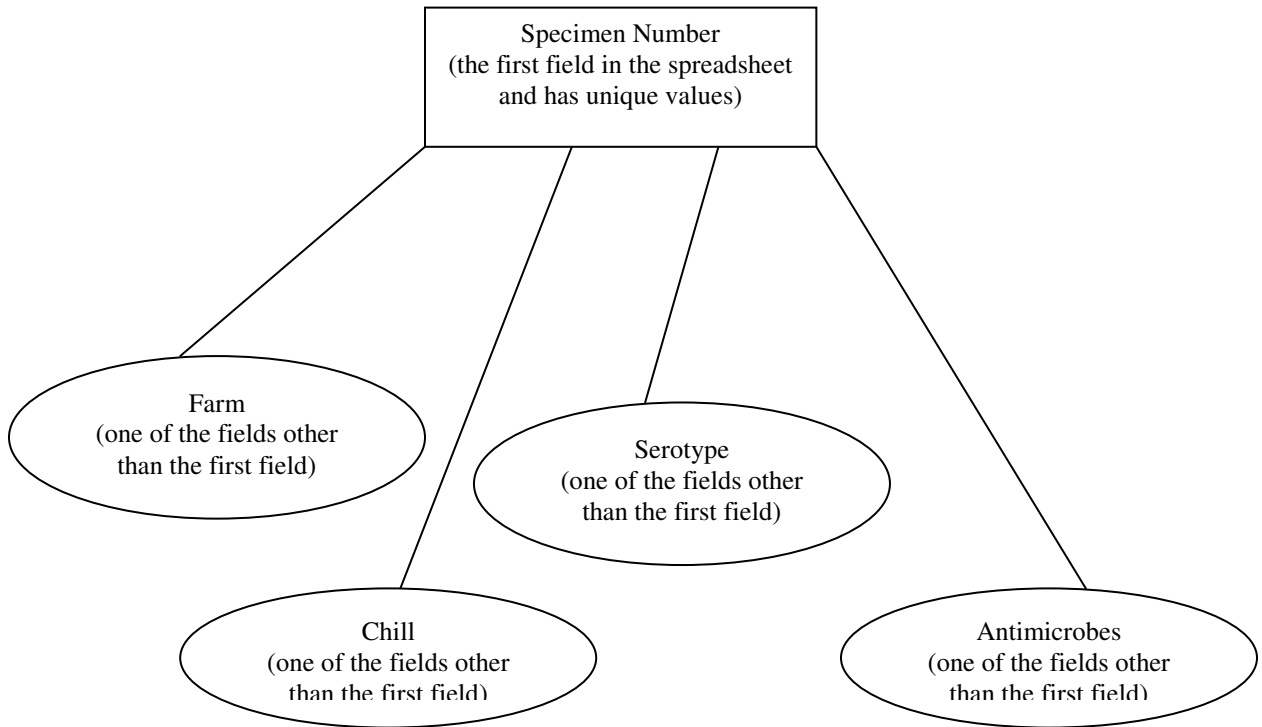 Specimen Number
(the first field in the spreadsheet
and has unique values)
Farm
(one of the fields other
than the first field)
Serotype
(one of the fields other
than the first field)
Chill
(one of the fields other
than the first field)
Antimicrobes
(one of the fields other
than the first field)